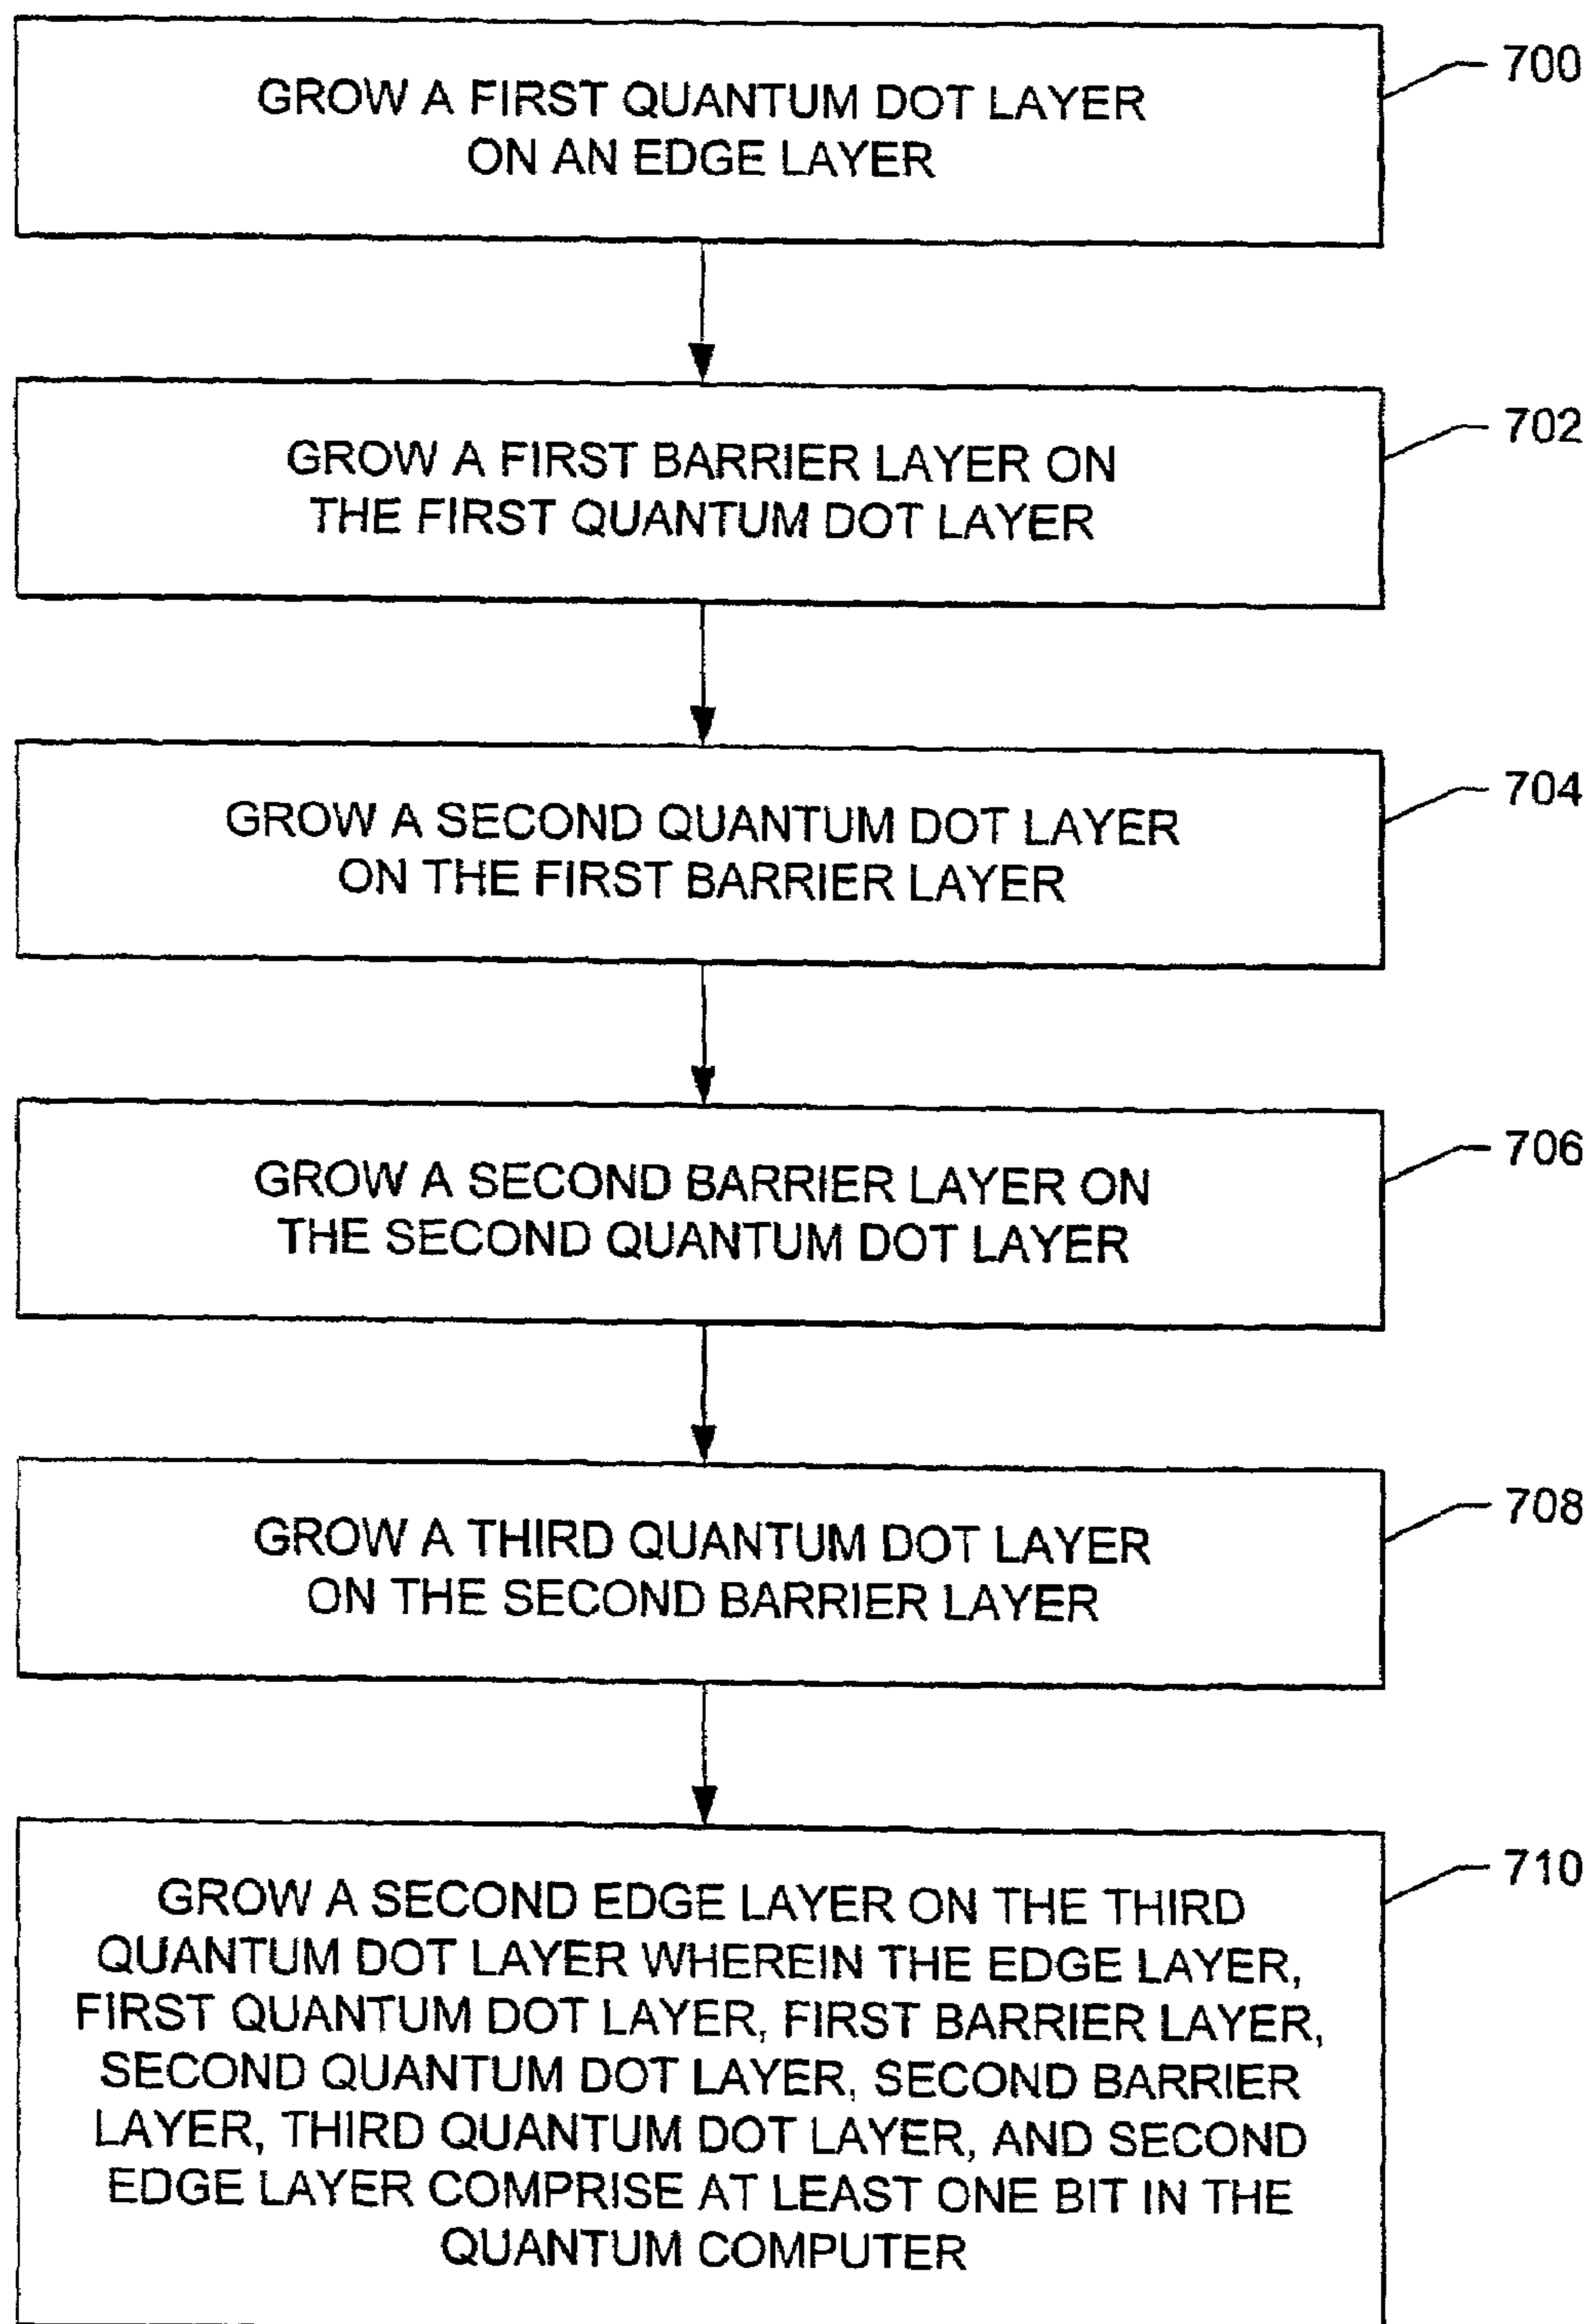 GROW A FIRST QUANTUM DOT LAYER
ON AN EDGE LAYER
700
GROW A FIRST BARRIER LAYER ON
THE FIRST QUANTUM DOT LAYER
702
GROW A SECOND QUANTUM DOT LAYER
ON THE FIRST BARRIER LAYER
704
GROW A SECOND BARRIER LAYER ON
THE SECOND QUANTUM DOT LAYER
706
GROW A THIRD QUANTUM DOT LAYER
ON THE SECOND BARRIER LAYER
708
GROW A SECOND EDGE LAYER ON THE THIRD
QUANTUM DOT LAYER WHEREIN THE EDGE LAYER,
FIRST QUANTUM DOT LAYER, FIRST BARRIER LAYER,
SECOND QUANTUM DOT LAYER, SECOND BARRIER
LAYER, THIRD QUANTUM DOT LAYER, AND SECOND
EDGE LAYER COMPRISE AT LEAST ONE BIT IN THE
QUANTUM COMPUTER
710